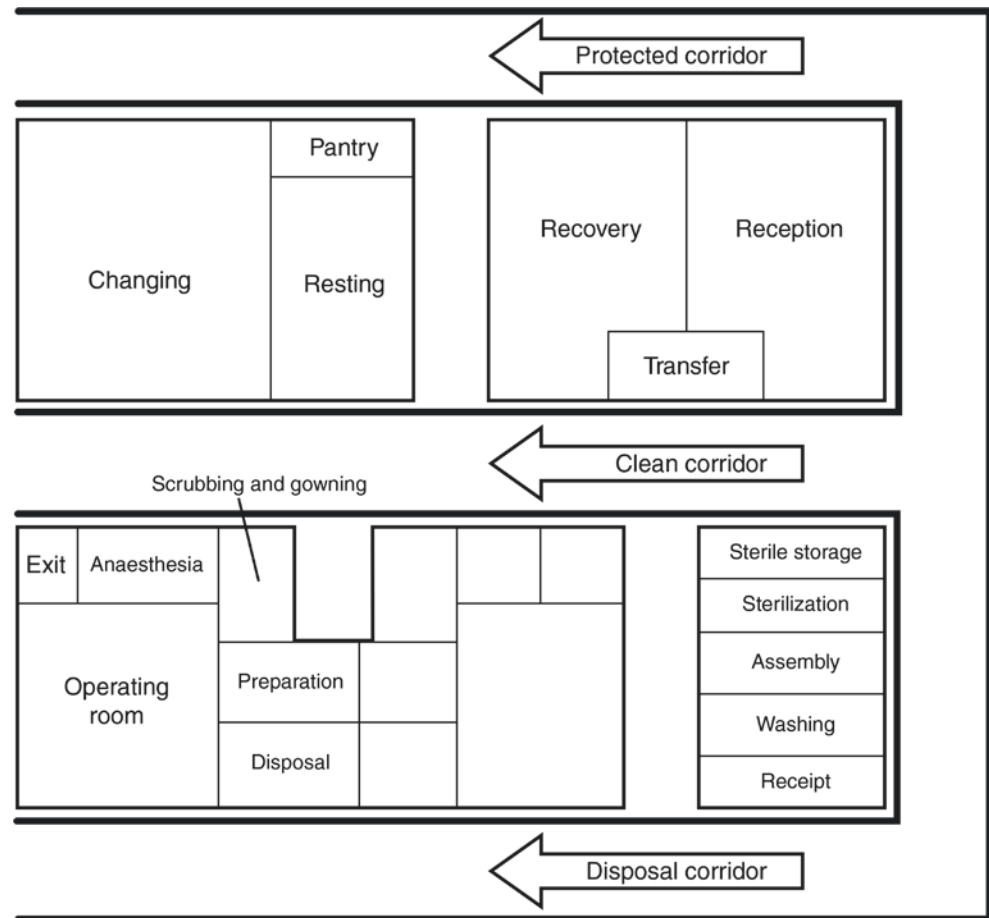 Protected corridor
Pantry
Changing
Resting
Recovery
Reception
Transfer
Clean corridor
Scrubbing and gowning
Exit
Anaesthesia
Operating
room
Preparation
Disposal
Sterile storage
Sterilization
Assembly
Washing
Receipt
Disposal corridor